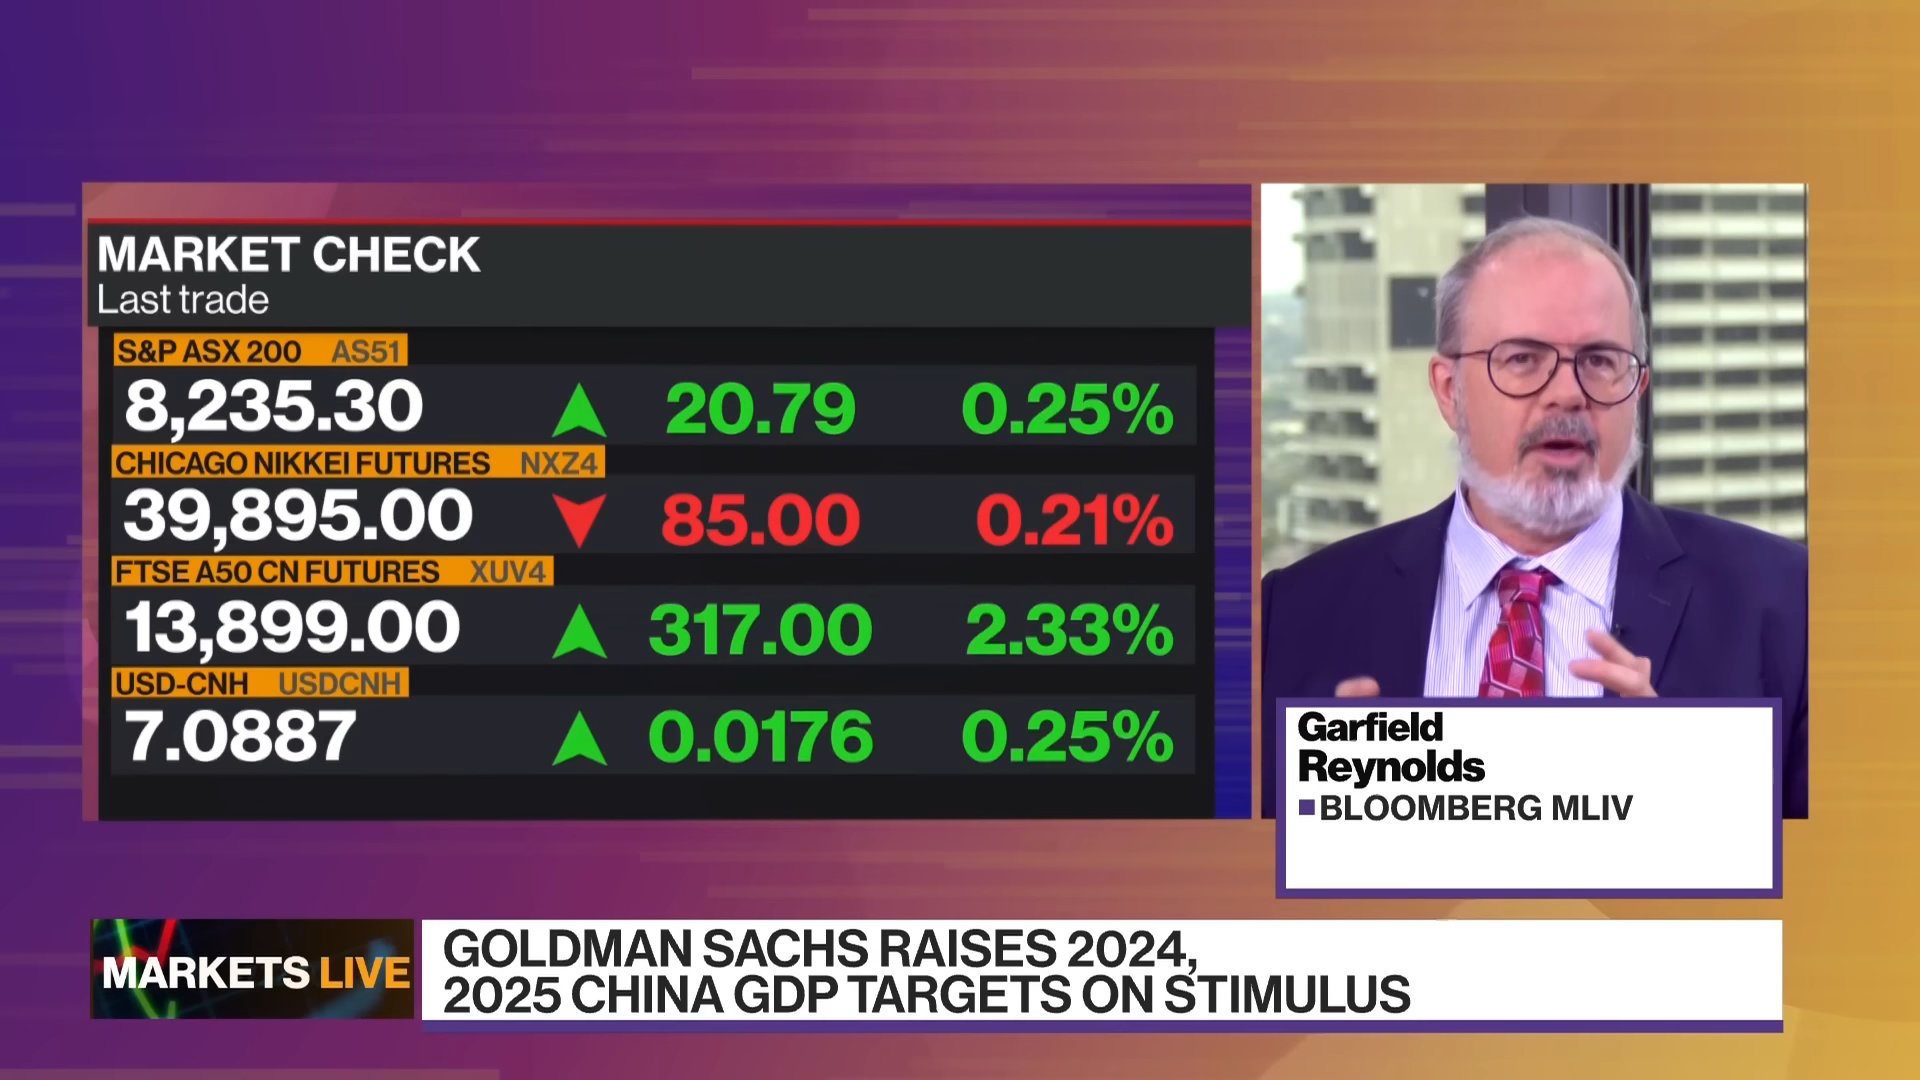 MARKET CHECK
Last trade
S&P ASX 200 AS51
8,235.30 20.79 0.25%
CHICAGO NIKKEI FUTURES NXZ4
39,895.00 85.00 0.21%
FTSE A50 CN FUTURES XUV4
13,899.00 317.00 2.33%
USD-CNH USDCNH
7.0887 0.0176 0.25%
Garfield
Reynolds
BLOOMBERG MLIV
MARKETS LIVE
GOLDMAN SACHS RAISES 2024,
2025 CHINA GDP TARGETS ON STIMULUS